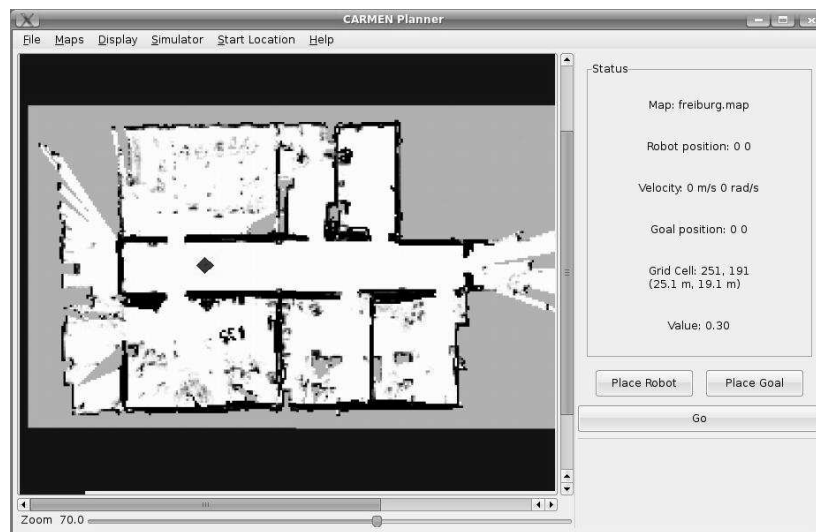 CARMEN Planner
File Maps Display Simulator Start Location Help
Status
Map: freiburg.map
Robot position: 0 0
Velocity: 0 m/s 0 rad/s
Goal position: 0 0
Grid Cell: 251, 191
(25.1 m, 19.1 m)
Value: 0.30
Place Robot Place Goal
Go
Zoom 70.0